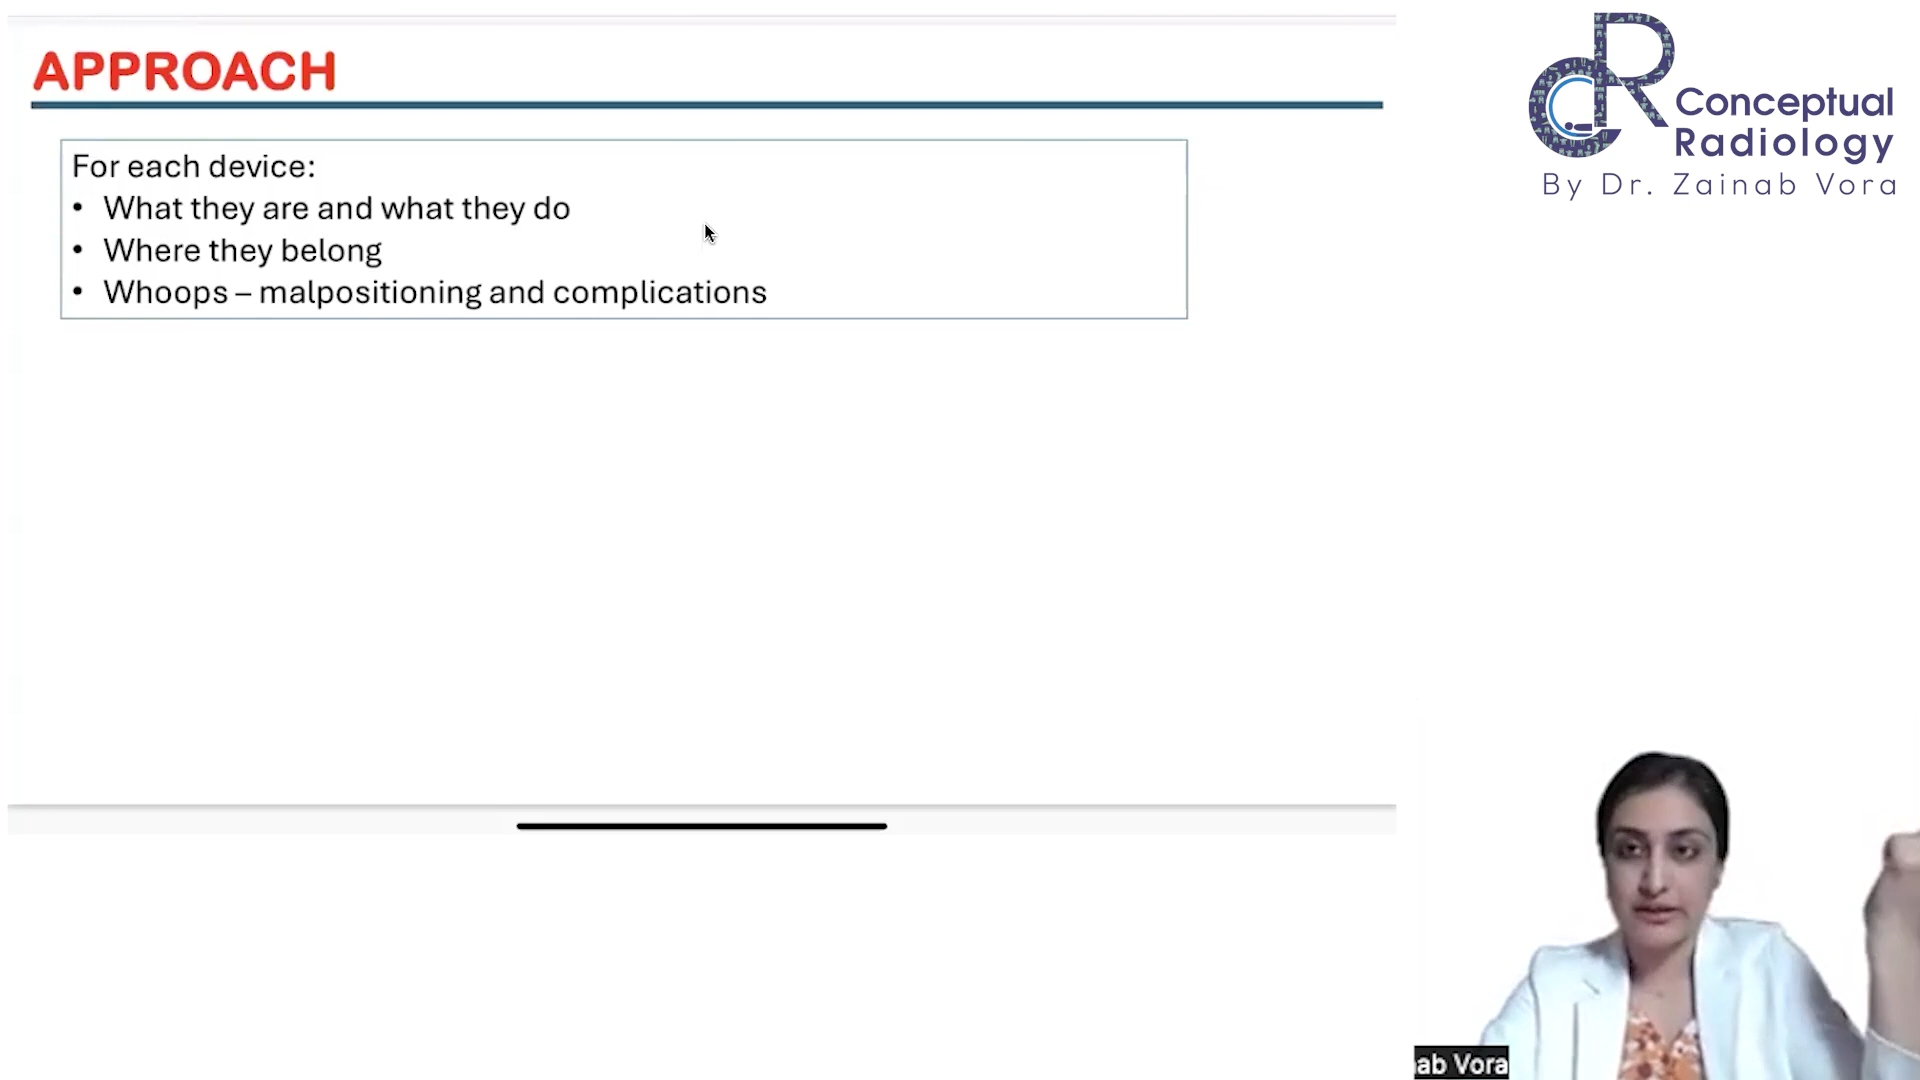 APPROACH
For each device:
• What they are and what they do
• Where they belong
• Whoops – malpositioning and complications
CR
Conceptual
Radiology
By Dr. Zainab Vora
ab Vora